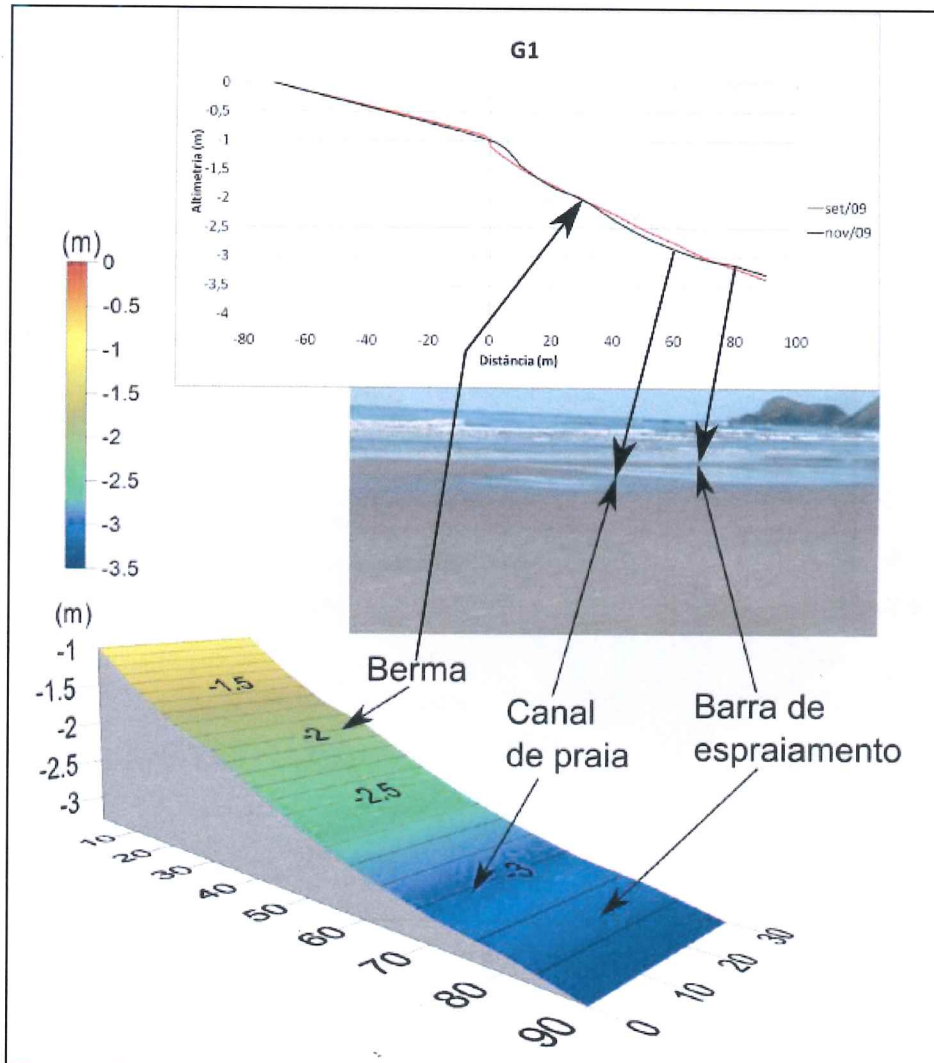 G1
Altimetria (m)
0
-0,5
-1
-1,5
-2
-2,5
-3
-3,5
-4
-80 -60 -40 -20 0 20 40 60 80 100
Distância (m)
set/09
nov/09
(m)
0
-0.5
-1
-1.5
-2
-2.5
-3
-3.5
(m)
-1
-1.5
-2
-2.5
-3
-1.5
-2
-2.5
-3
Berma
Canal
de praia
Barra de
espraiamento
10 20 30 40 50 60 70 80 90
0 10 20 30